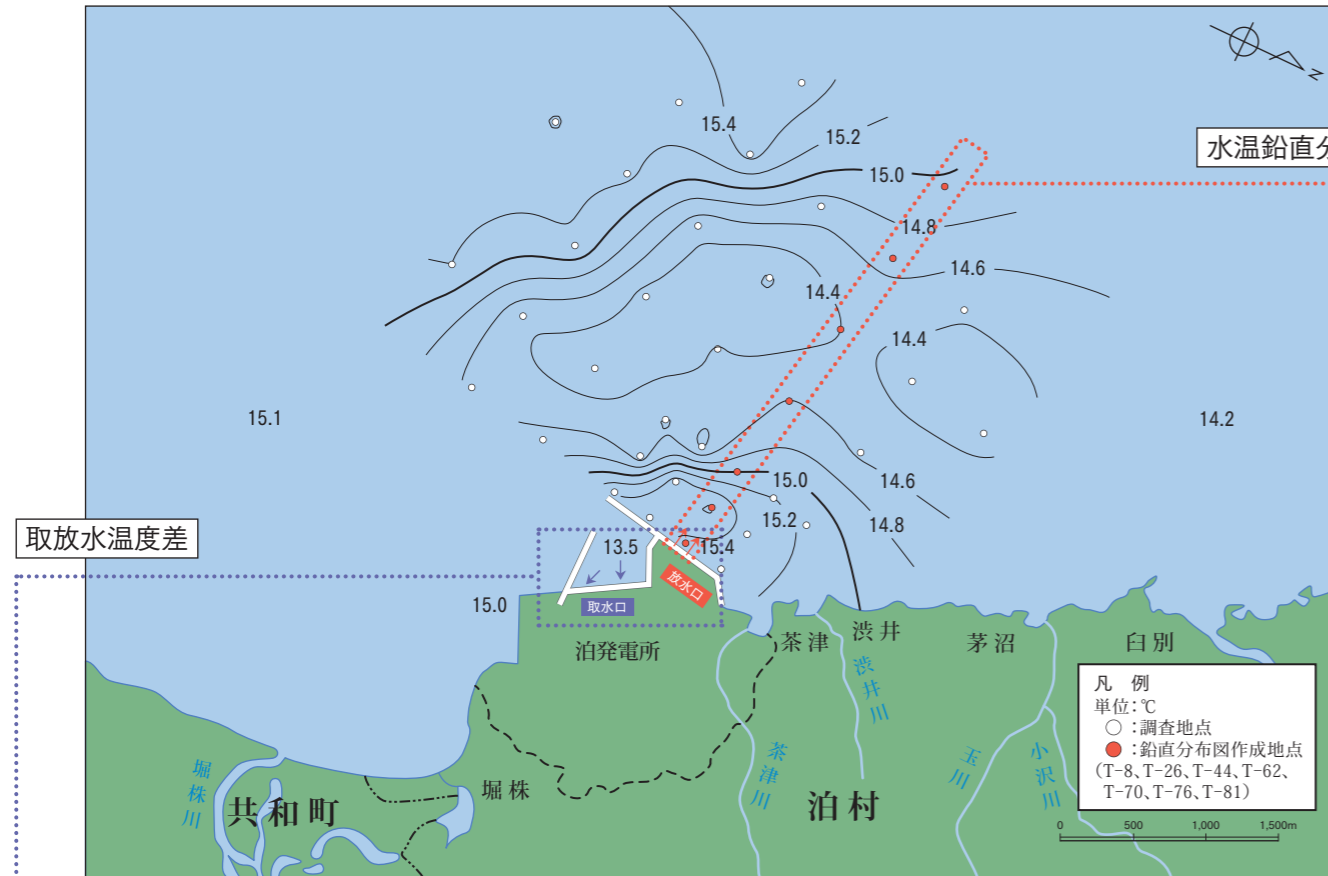 N
15.4
15.2
水温鉛直分
15.0
14.8
14.6
14.4
14.4
15.1
14.2
15.0
14.6
15.2
14.8
取放水温度差
13.5
15.4
放水口
15.0
取水口
泊発電所
茶津
渋井
茅沼
臼別
渋井川
茶津川
玉川
小沢川
堀株川
堀株
共和町
泊村
凡 例
単位:℃
○:調査地点
●:鉛直分布図作成地点
(T-8、T-26、T-44、T-62、
T-70、T-76、T-81)
0 500 1,000 1,500m